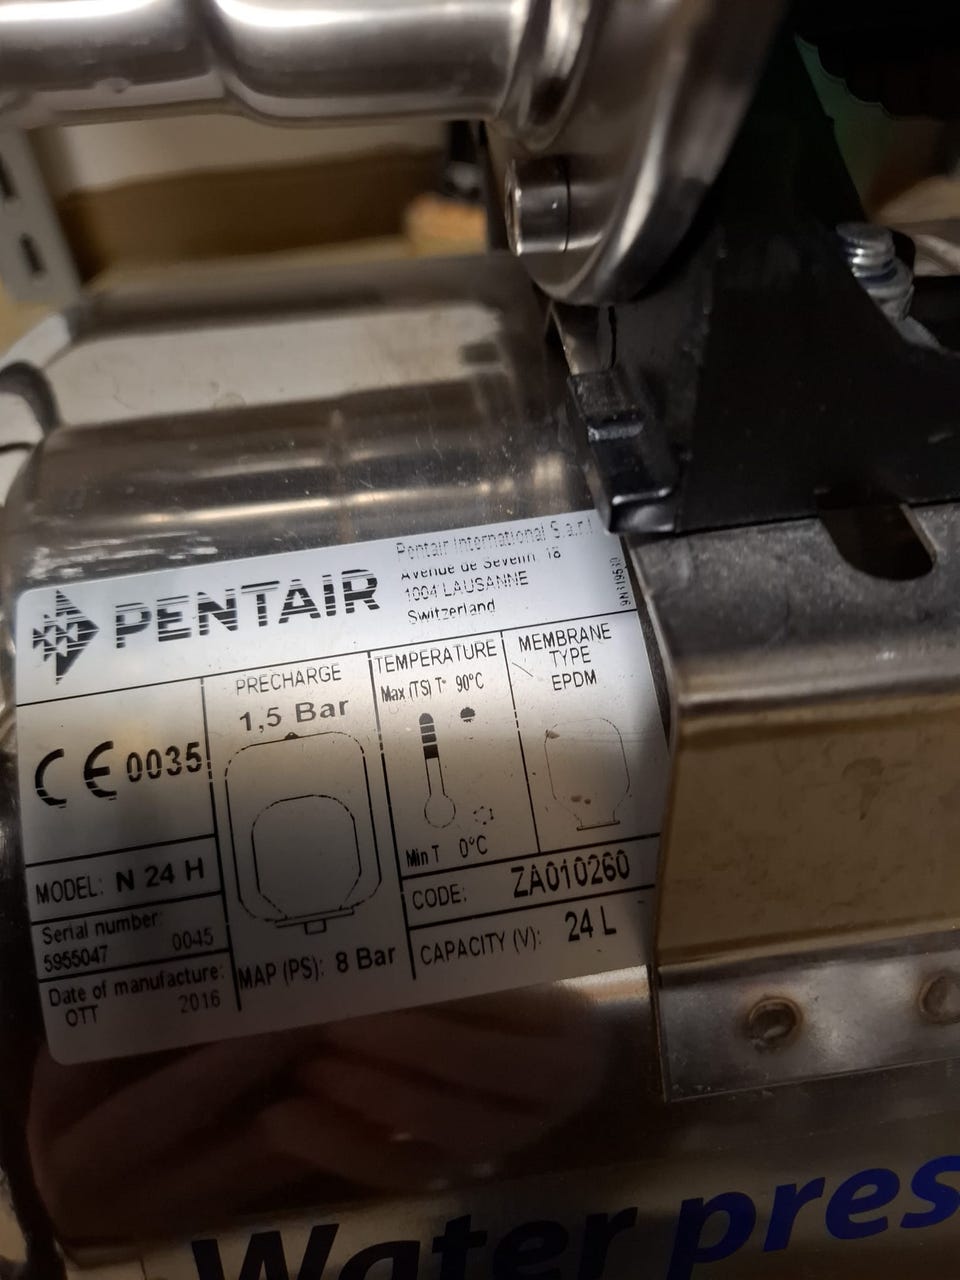 PENTAIR
Pentair International S.a.r.l
Avenue de Sevelin, 18
1004 LAUSANNE
Switzerland
CE 0035
PRECHARGE
1,5 Bar
TEMPERATURE
Max (TS) T° 90°C
Min T 0°C
MEMBRANE
TYPE
EPDM
MODEL: N 24 H
Serial number:
5955047 0045
Date of manufacture:
OTT 2016
MAP (PS): 8 Bar
CODE: ZA010260
CAPACITY (V): 24 L
Water pres